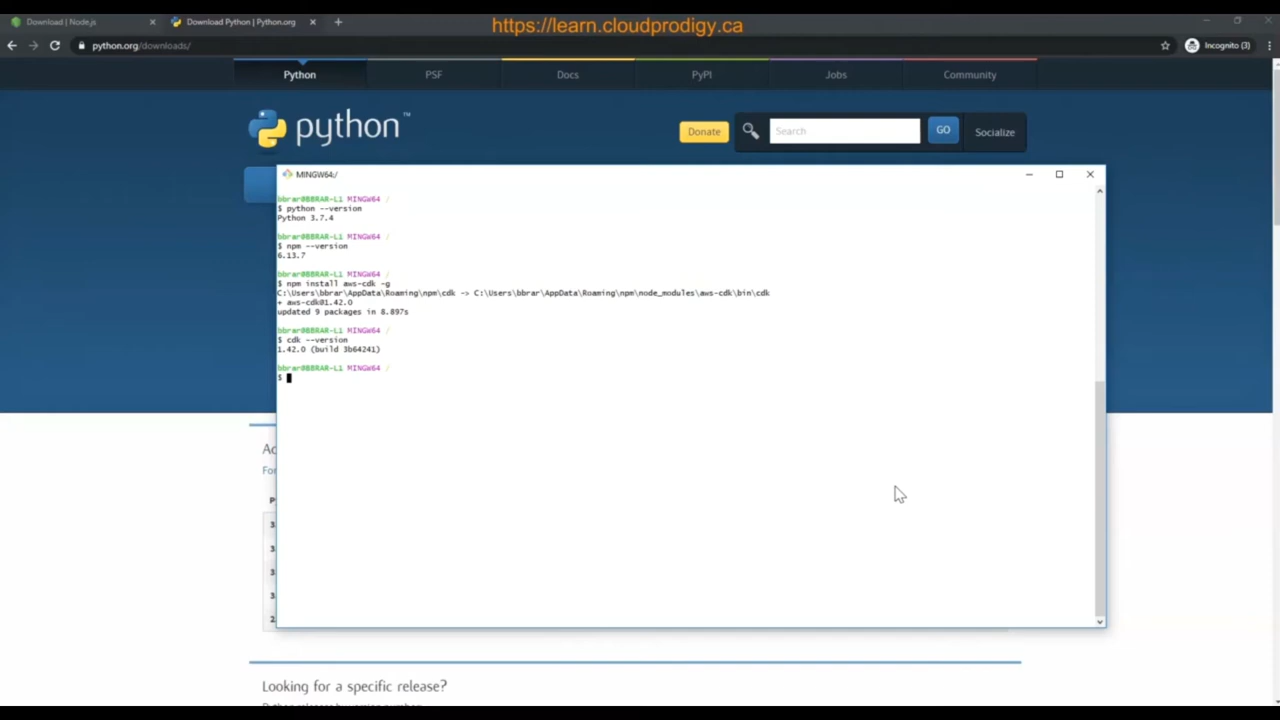 https://learn.cloudprodigy.ca
Download | Node.js
Download Python | Python.org
python.org/downloads/
Incognito (3)
Python
PSF
Docs
PyPI
Jobs
Community
python™
Donate
Search
GO
Socialize
MINGW64:/
bbrar@BBRAR-L1 MINGW64 /
$ python --version
Python 3.7.4
bbrar@BBRAR-L1 MINGW64 /
$ npm --version
6.13.7
bbrar@BBRAR-L1 MINGW64 /
$ npm install aws-cdk -g
C:\Users\bbrar\AppData\Roaming\npm\cdk -> C:\Users\bbrar\AppData\Roaming\npm\node_modules\aws-cdk\bin\cdk
+ aws-cdk@1.42.0
updated 9 packages in 8.897s
bbrar@BBRAR-L1 MINGW64 /
$ cdk --version
1.42.0 (build 3b64241)
bbrar@BBRAR-L1 MINGW64 /
$
Looking for a specific release?